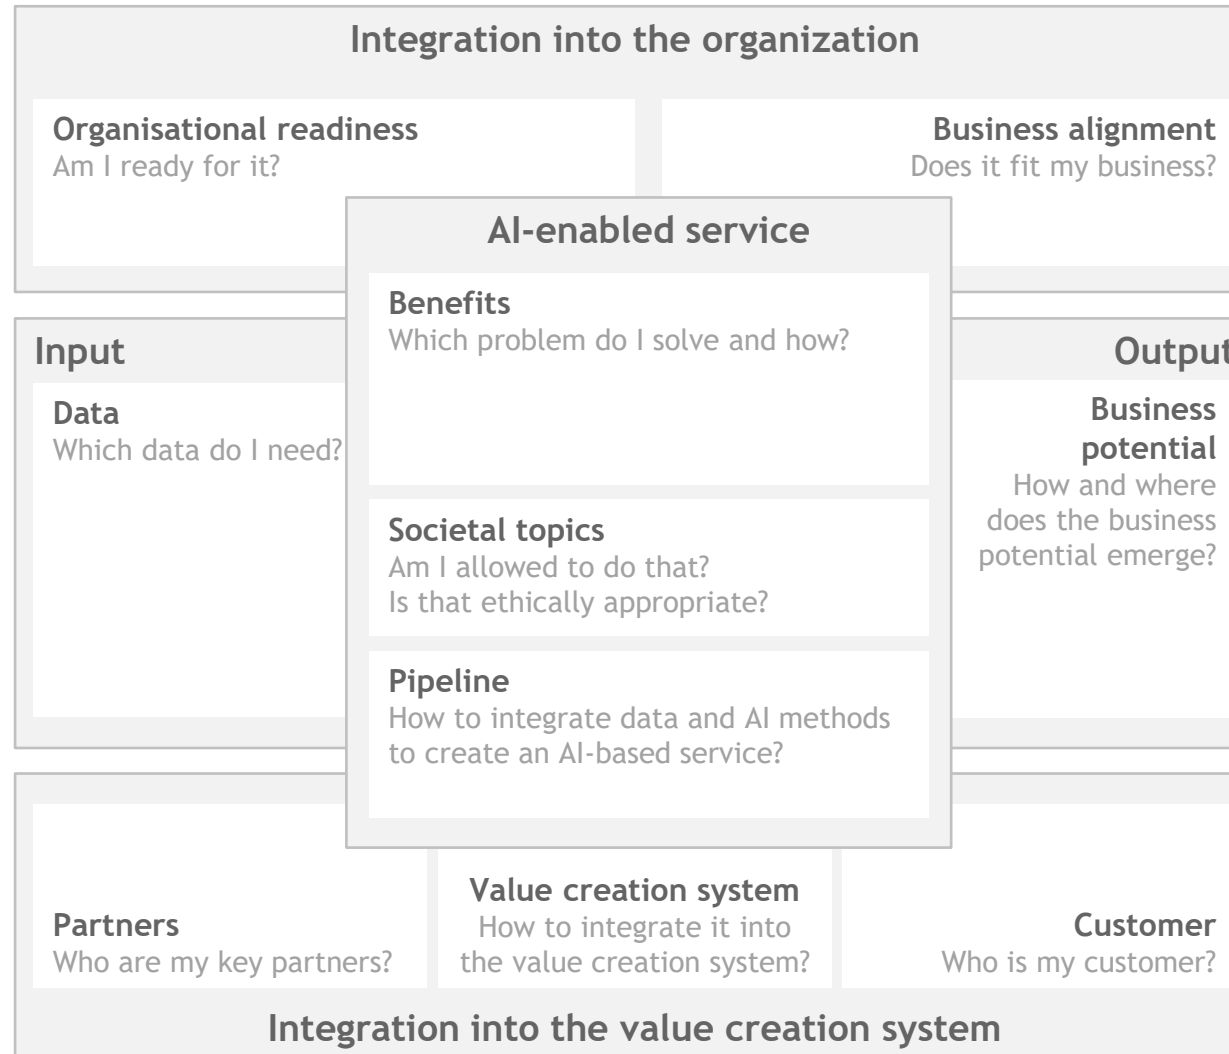 Integration into the organization
Organisational readiness
Am I ready for it?
Business alignment
Does it fit my business?
AI-enabled service
Benefits
Which problem do I solve and how?
Societal topics
Am I allowed to do that?
Is that ethically appropriate?
Pipeline
How to integrate data and AI methods
to create an AI-based service?
Input
Data
Which data do I need?
Output
Business
potential
How and where
does the business
potential emerge?
Partners
Who are my key partners?
Value creation system
How to integrate it into
the value creation system?
Customer
Who is my customer?
Integration into the value creation system